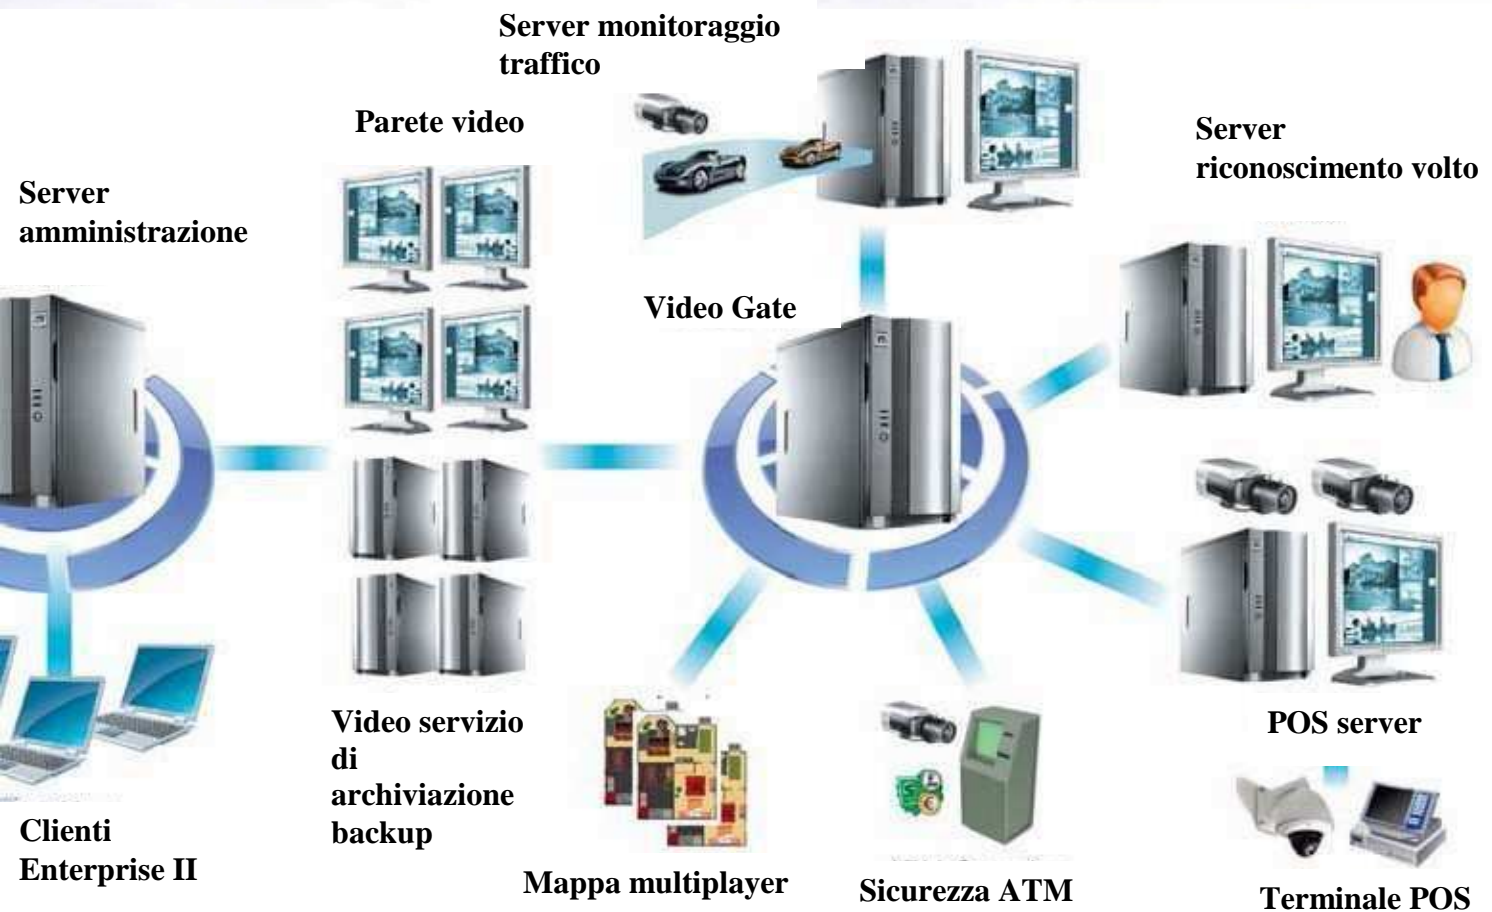 Server monitoraggio
traffico
Parete video
Server
riconoscimento volto
Server
amministrazione
Video Gate
Video servizio
di
archiviazione
backup
POS server
Clienti
Enterprise II
Mappa multiplayer
Sicurezza ATM
Terminale POS